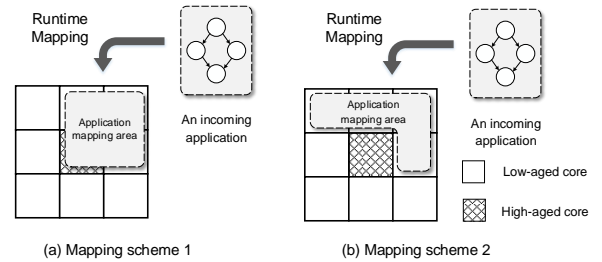 Runtime
Mapping
Application
mapping area
An incoming
application
(a) Mapping scheme 1
Runtime
Mapping
Application
mapping area
An incoming
application
Low-aged core
High-aged core
(b) Mapping scheme 2